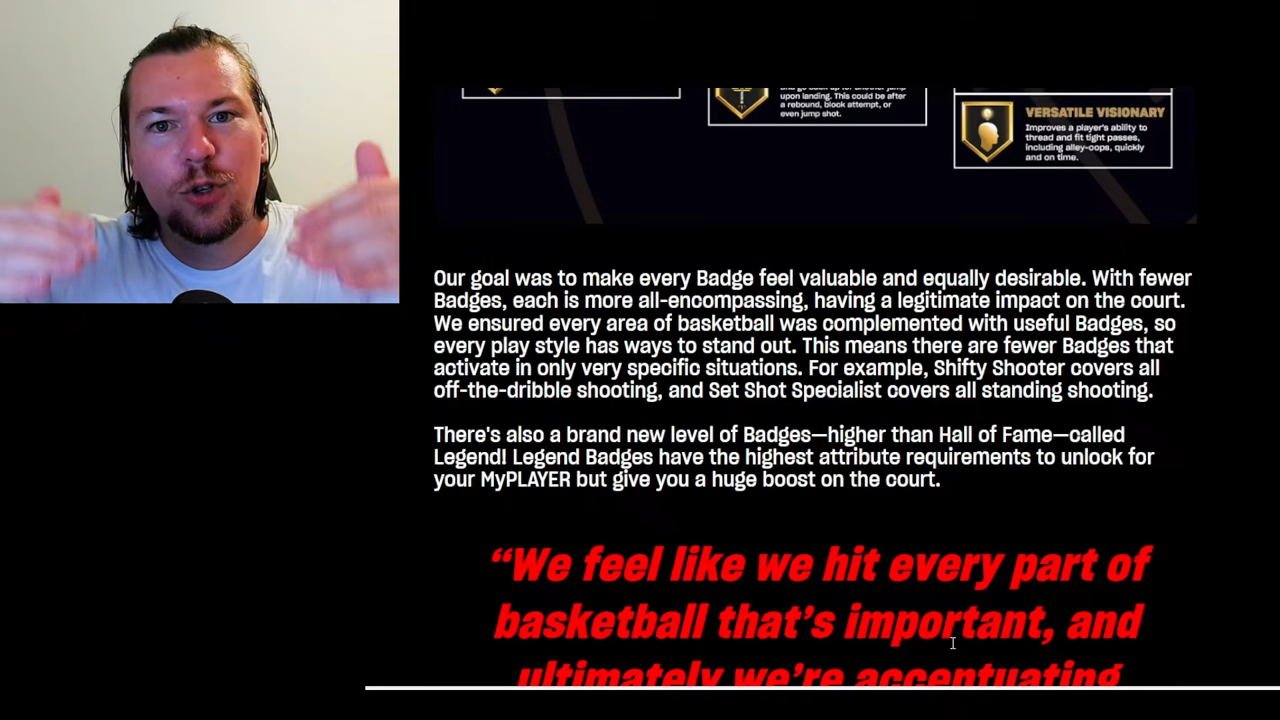 upon landing. This could be after
a rebound, block attempt, or
even jump shot.
VERSATILE VISIONARY
Improves a player's ability to
thread and fit tight passes,
including alley-oops, quickly
and on time.
Our goal was to make every Badge feel valuable and equally desirable. With fewer
Badges, each is more all-encompassing, having a legitimate impact on the court.
We ensured every area of basketball was complemented with useful Badges, so
every play style has ways to stand out. This means there are fewer Badges that
activate in only very specific situations. For example, Shifty Shooter covers all
off-the-dribble shooting, and Set Shot Specialist covers all standing shooting.
There's also a brand new level of Badges—higher than Hall of Fame—called
Legend! Legend Badges have the highest attribute requirements to unlock for
your MyPLAYER but give you a huge boost on the court.
“We feel like we hit every part of
basketball that’s important, and
ultimately we’re accentuating